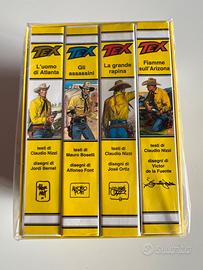 TEX
L'uomo
di Atlanta
testi di
Claudio Nizzi
disegni di
Jordi Bernet
TEX
Gli
assassini
testi di
Mauro Boselli
disegni di
Alfonso Font
TEX
La grande
rapina
testi di
Claudio Nizzi
disegni di
José Ortiz
TEX
Fiamme
sull'Arizona
testi di
Claudio Nizzi
disegni di
Victor
de la Fuente
subito.it